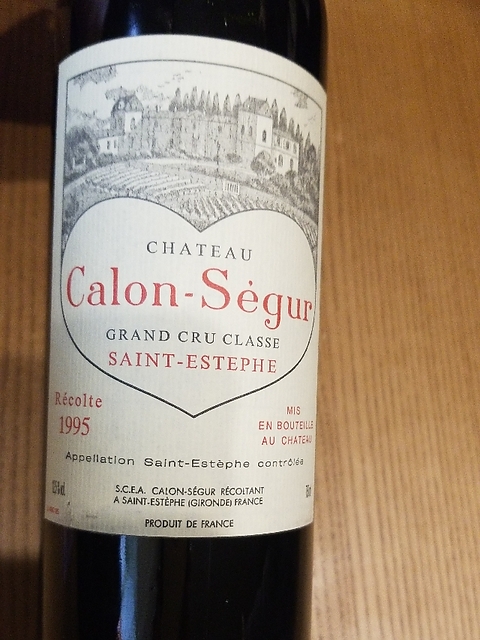 CHATEAU
Calon-Ségur
GRAND CRU CLASSE
SAINT-ESTEPHE
Récolte
1995
MIS
EN BOUTEILLE
AU CHATEAU
Appellation Saint-Estèphe contrôlée
S.C.E.A. CALON-SÉGUR RÉCOLTANT
A SAINT-ESTÈPHE (GIRONDE) FRANCE
PRODUIT DE FRANCE